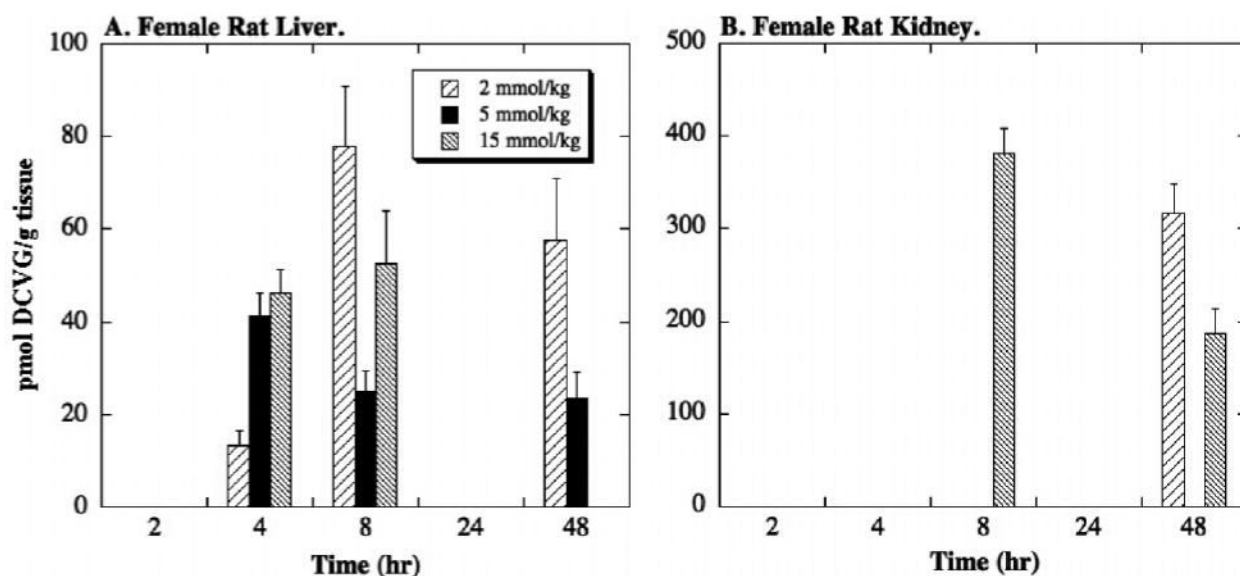 A. Female Rat Liver.
100
80
60
40
20
0
pmol DCVG/g tissue
2 mmol/kg
5 mmol/kg
15 mmol/kg
2 4 8 24 48
Time (hr)
B. Female Rat Kidney.
500
400
300
200
100
0
2 4 8 24 48
Time (hr)